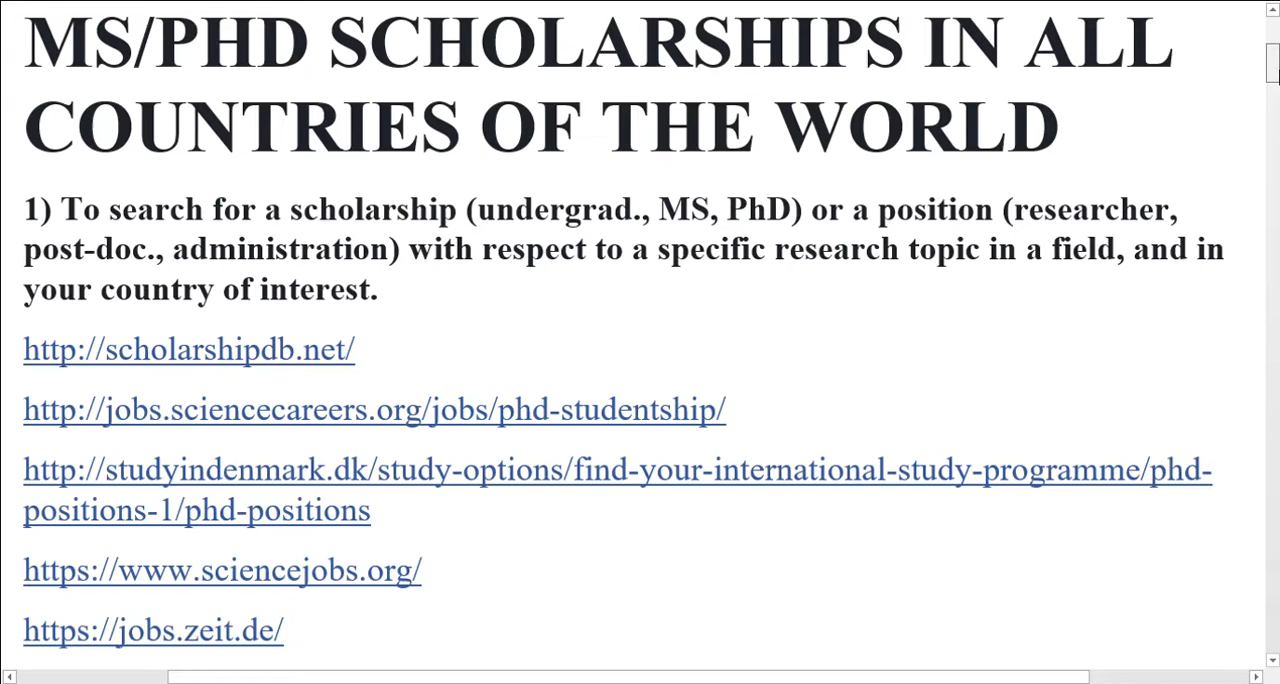 MS/PHD SCHOLARSHIPS IN ALL
COUNTRIES OF THE WORLD
1) To search for a scholarship (undergrad., MS, PhD) or a position (researcher,
post-doc., administration) with respect to a specific research topic in a field, and in
your country of interest.
http://scholarshipdb.net/
http://jobs.sciencecareers.org/jobs/phd-studentship/
http://studyindenmark.dk/study-options/find-your-international-study-programme/phd-
positions-1/phd-positions
https://www.sciencejobs.org/
https://jobs.zeit.de/